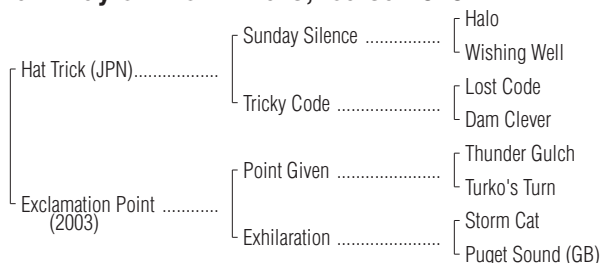 Halo
Sunday Silence ................
Wishing Well
Hat Trick (JPN)..................
Lost Code
Tricky Code ......................
Dam Clever
Thunder Gulch
Point Given ......................
Turko's Turn
Exclamation Point ............
(2003)
Storm Cat
Exhilaration .......................
Puget Sound (GB)